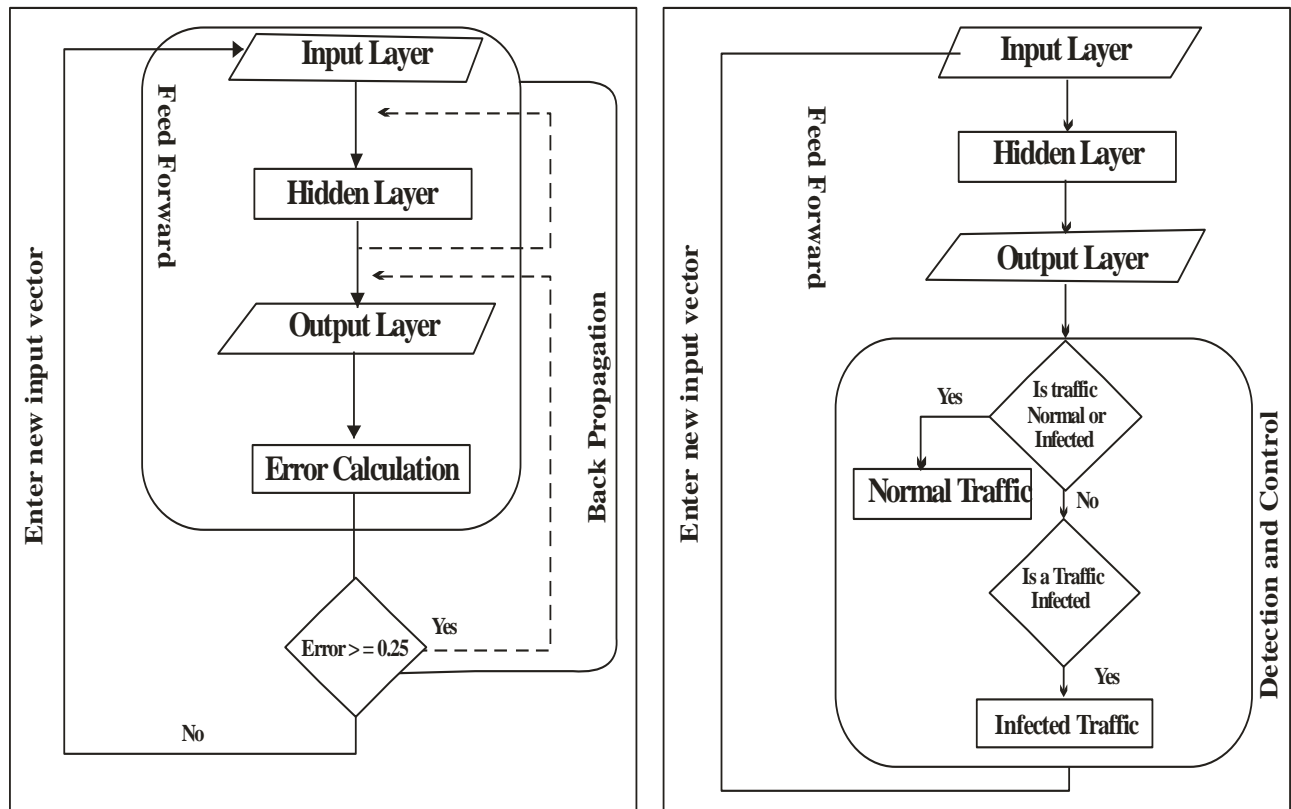 Input Layer
Feed Forward
Hidden Layer
Enter new input vector
Output Layer
Back Propagation
Error Calculation
Error > = 0.25
Yes
No
Input Layer
Feed Forward
Hidden Layer
Enter new input vector
Output Layer
Is traffic
Normal or
Infected
Yes
Normal Traffic
No
Detection and Control
Is a Traffic
Infected
Yes
Infected Traffic